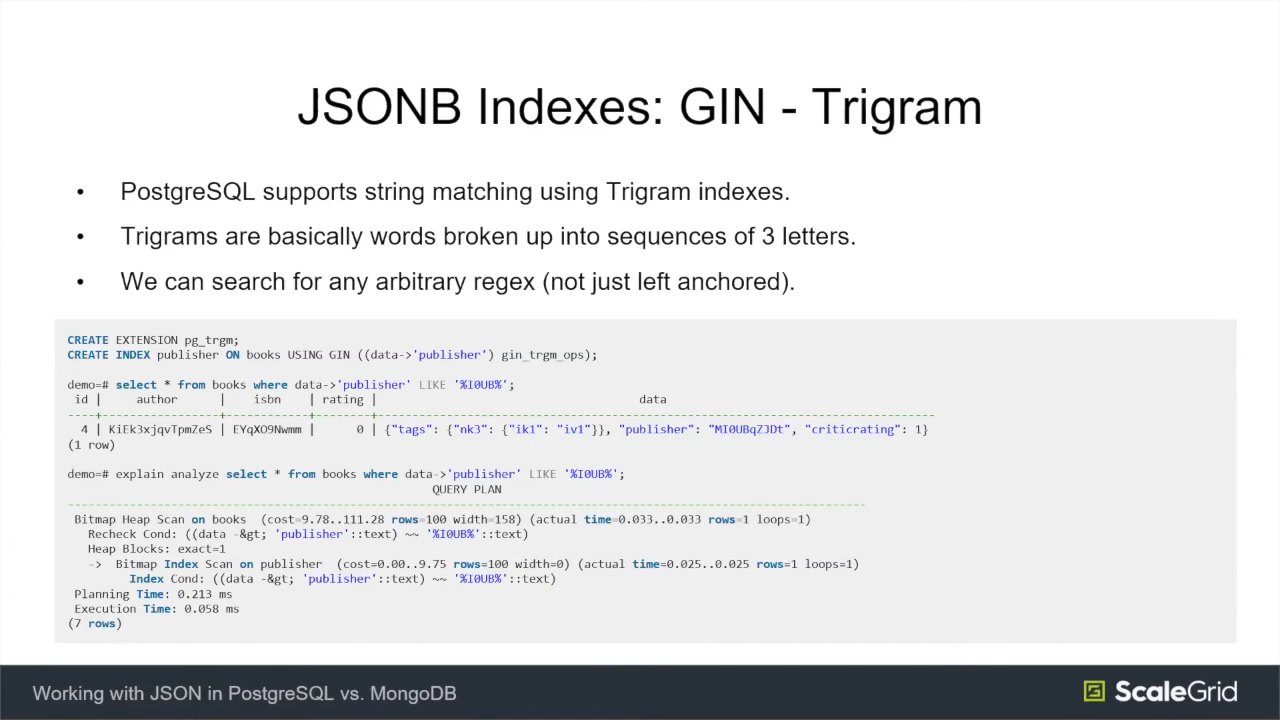 JSONB Indexes: GIN - Trigram
• PostgreSQL supports string matching using Trigram indexes.
• Trigrams are basically words broken up into sequences of 3 letters.
• We can search for any arbitrary regex (not just left anchored).
CREATE EXTENSION pg_trgm;
CREATE INDEX publisher ON books USING GIN ((data->'publisher') gin_trgm_ops);
demo=# select * from books where data->'publisher' LIKE '%I0UB%';
id | author | isbn | rating | data
----+---------------+------------+--------+----------------------------------------------------------------------------------
4 | KiEk3xjqvTpmZeS | EYqXO9Nwmm | 0 | {"tags": {"nk3": {"ik1": "iv1"}}, "publisher": "MI0UBqZJDt", "criticrating": 1}
(1 row)
demo=# explain analyze select * from books where data->'publisher' LIKE '%I0UB%';
QUERY PLAN
--------------------------------------------------------------------------------------------------------------------
Bitmap Heap Scan on books (cost=9.78..111.28 rows=100 width=158) (actual time=0.033..0.033 rows=1 loops=1)
Recheck Cond: ((data -&gt; 'publisher'::text) ~~ '%I0UB%'::text)
Heap Blocks: exact=1
-> Bitmap Index Scan on publisher (cost=0.00..9.75 rows=100 width=0) (actual time=0.025..0.025 rows=1 loops=1)
Index Cond: ((data -&gt; 'publisher'::text) ~~ '%I0UB%'::text)
Planning Time: 0.213 ms
Execution Time: 0.058 ms
(7 rows)
Working with JSON in PostgreSQL vs. MongoDB
ScaleGrid